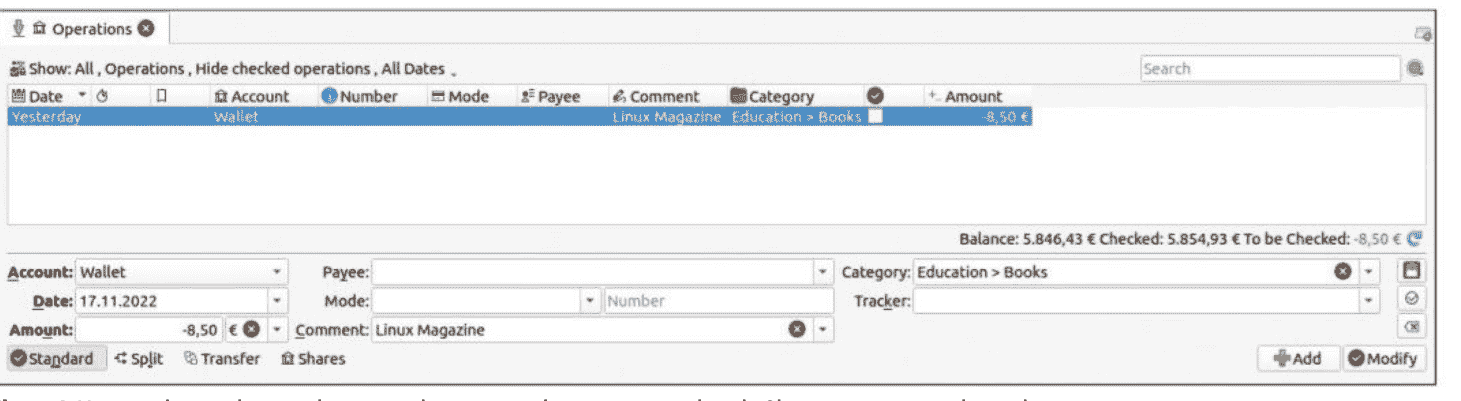 Operations
Show: All , Operations , Hide checked operations , All Dates
Search
Date Account Number Mode Payee Comment Category Amount
Yesterday Wallet Linux Magazine Education > Books -8,50 €
Balance: 5.846,43 € Checked: 5.854,93 € To be Checked: -8,50 €
Account: Wallet Payee: Category: Education > Books
Date: 17.11.2022 Mode: Number Tracker:
Amount: -8,50 € Comment: Linux Magazine
Standard Split Transfer Shares Add Modify